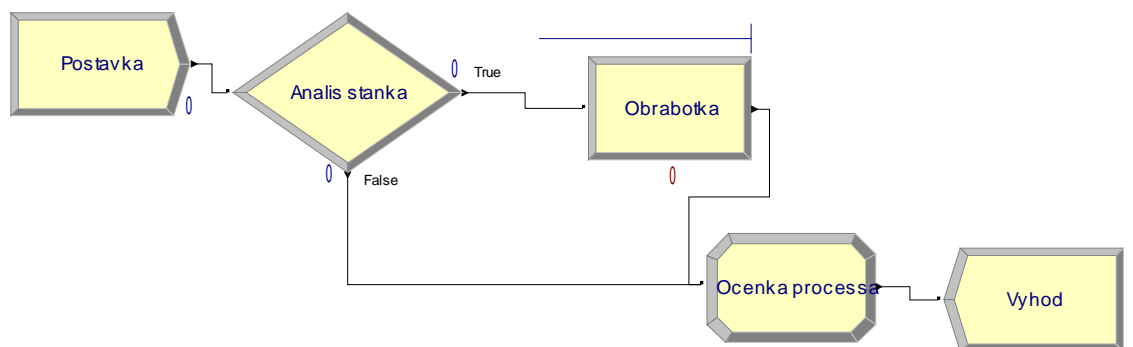 Postavka
0
Analis stanka
0
True
0
False
Obrabotka
0
Ocenka processa
Vyhod